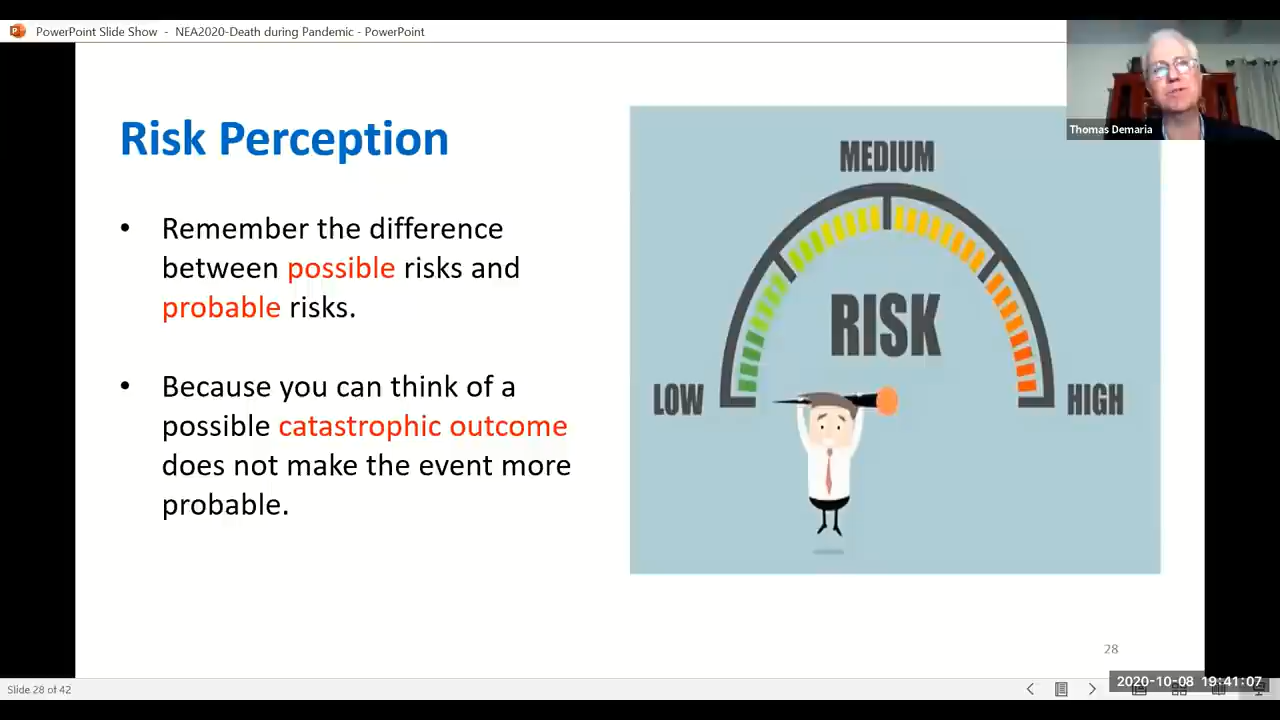 PowerPoint Slide Show - NEA2020-Death during Pandemic - PowerPoint
Thomas Demaria
Risk Perception
• Remember the difference
between possible risks and
probable risks.
• Because you can think of a
possible catastrophic outcome
does not make the event more
probable.
MEDIUM
RISK
LOW
HIGH
28
Slide 28 of 42
2020-10-08 19:41:07